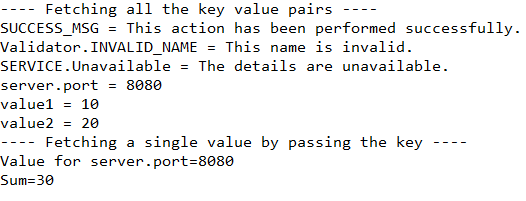 ---- Fetching all the key value pairs ----
SUCCESS_MSG = This action has been performed successfully.
Validator.INVALID_NAME = This name is invalid.
SERVICE.Unavailable = The details are unavailable.
server.port = 8080
value1 = 10
value2 = 20
---- Fetching a single value by passing the key ----
Value for server.port=8080
Sum=30